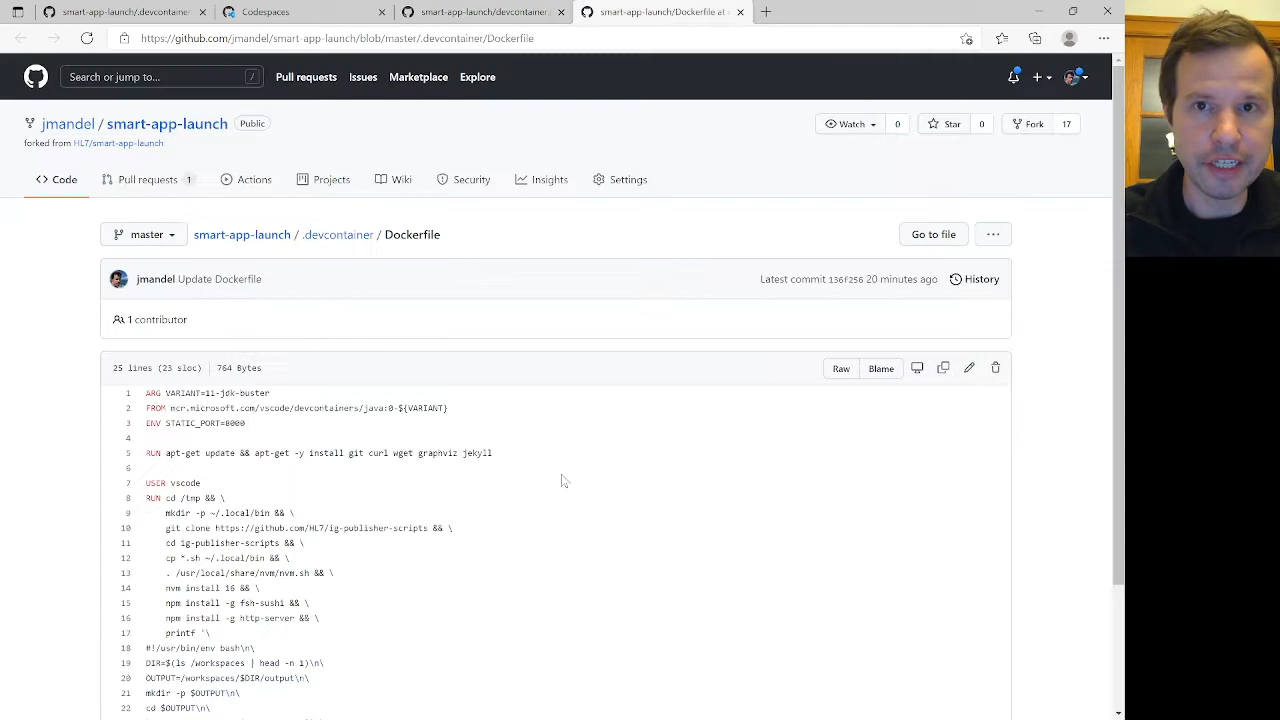 smart-app-launch/.devcontainer
Codespaces
smart-app-launch/devcontainer.j
smart-app-launch/Dockerfile at
https://github.com/jmandel/smart-app-launch/blob/master/.devcontainer/Dockerfile
Search or jump to...
/
Pull requests
Issues
Marketplace
Explore
jmandel / smart-app-launch
Public
Watch
0
Star
0
Fork
17
forked from HL7/smart-app-launch
Code
Pull requests
1
Actions
Projects
Wiki
Security
Insights
Settings
master
smart-app-launch / .devcontainer / Dockerfile
Go to file
jmandel Update Dockerfile
Latest commit 136f256 20 minutes ago
History
1 contributor
25 lines (23 sloc) | 764 Bytes
Raw
Blame
1 ARG VARIANT=11-jdk-buster
2 FROM mcr.microsoft.com/vscode/devcontainers/java:0-${VARIANT}
3 ENV STATIC_PORT=8000
4
5 RUN apt-get update && apt-get -y install git curl wget graphviz jekyll
6
7 USER vscode
8 RUN cd /tmp && \
9 mkdir -p ~/.local/bin && \
10 git clone https://github.com/HL7/ig-publisher-scripts && \
11 cd ig-publisher-scripts && \
12 cp *.sh ~/.local/bin && \
13 . /usr/local/share/nvm/nvm.sh && \
14 nvm install 16 && \
15 npm install -g fsh-sushi && \
16 npm install -g http-server && \
17 printf '\
18 #!/usr/bin/env bash\n\
19 DIR=$(ls /workspaces | head -n 1)\n\
20 OUTPUT=/workspaces/$DIR/output\n\
21 mkdir -p $OUTPUT\n\
22 cd $OUTPUT\n\